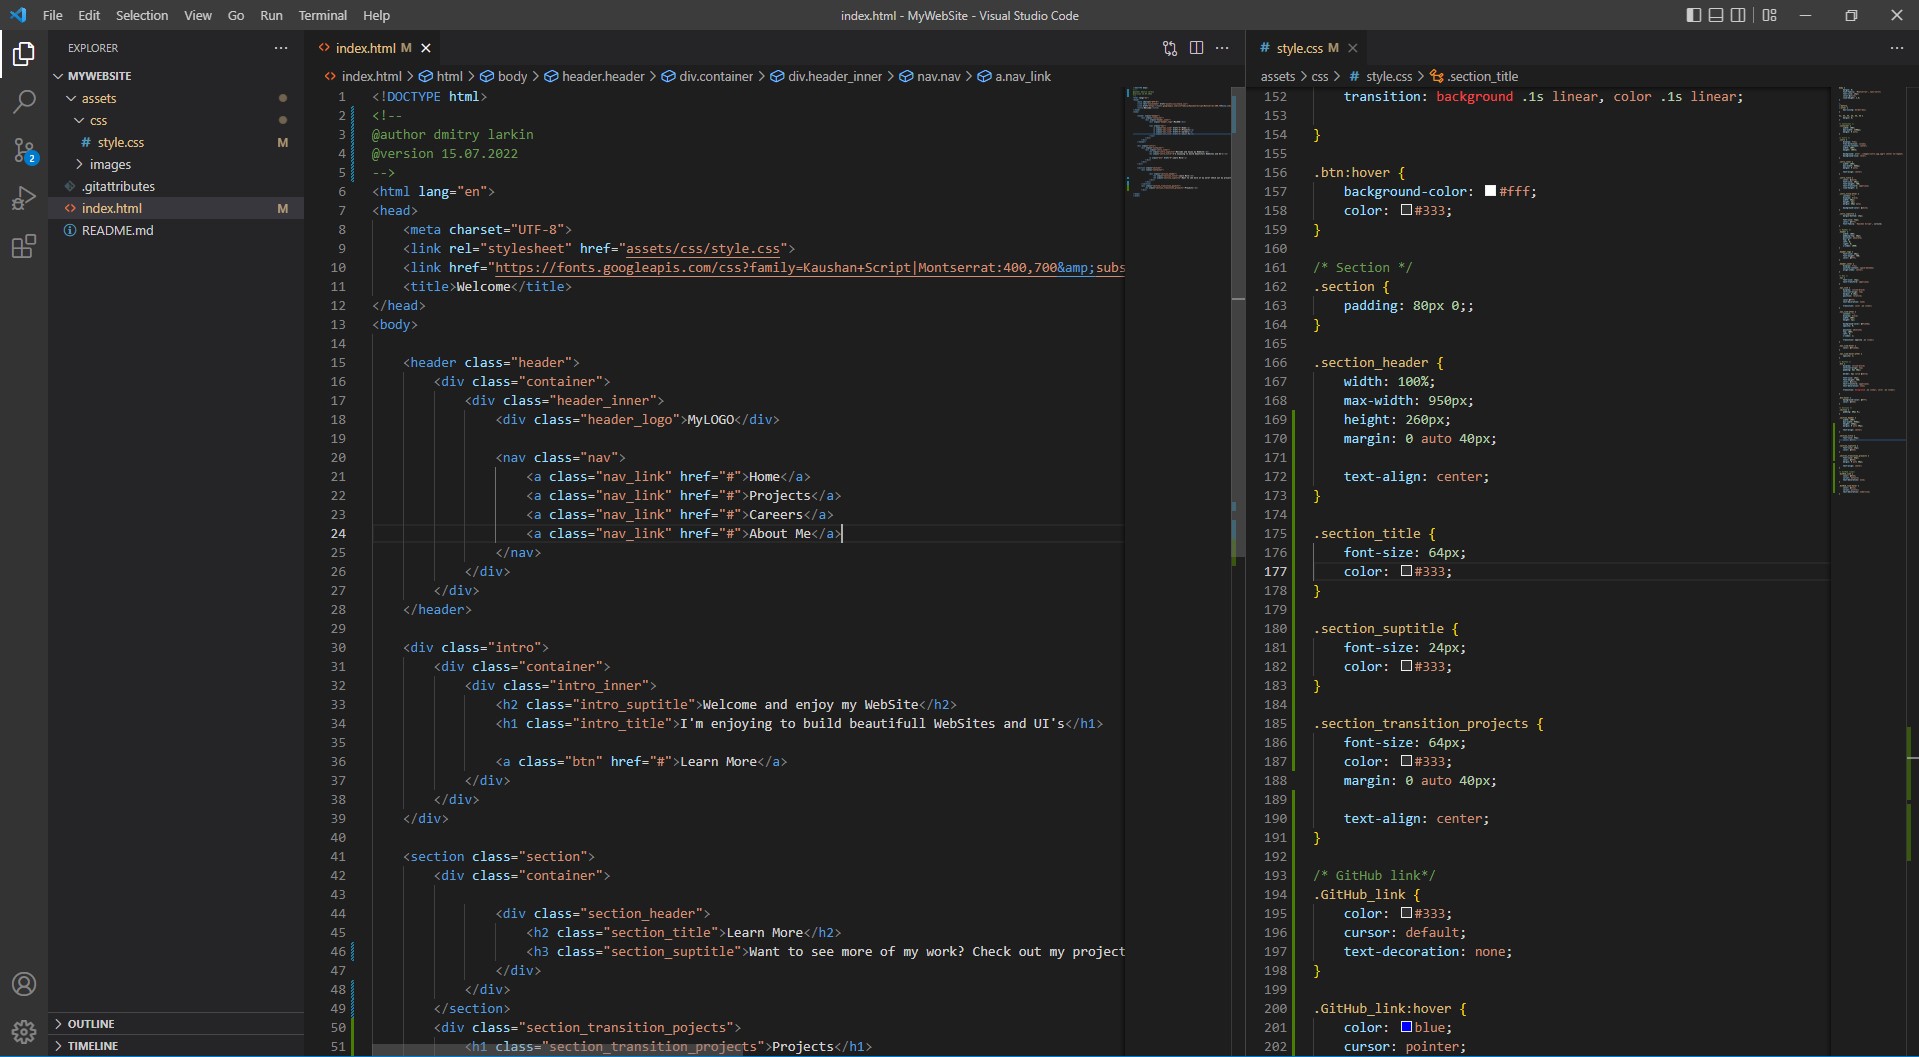 File Edit Selection View Go Run Terminal Help
index.html - MyWebSite - Visual Studio Code
EXPLORER
MYWEBSITE
assets
css
# style.css M
images
.gitattributes
<> index.html M
README.md
OUTLINE
TIMELINE
2
<> index.html M
<> index.html > html > body > header.header > div.container > div.header_inner > nav.nav > a.nav_link
1 <!DOCTYPE html>
2 <!--
3 @author dmitry larkin
4 @version 15.07.2022
5 -->
6 <html lang="en">
7 <head>
8 <meta charset="UTF-8">
9 <link rel="stylesheet" href="assets/css/style.css">
10 <link href="https://fonts.googleapis.com/css?family=Kaushan+Script|Montserrat:400,700&amp;subs
11 <title>Welcome</title>
12 </head>
13 <body>
14
15 <header class="header">
16 <div class="container">
17 <div class="header_inner">
18 <div class="header_logo">MyLOGO</div>
19
20 <nav class="nav">
21 <a class="nav_link" href="#">Home</a>
22 <a class="nav_link" href="#">Projects</a>
23 <a class="nav_link" href="#">Careers</a>
24 <a class="nav_link" href="#">About Me</a>
25 </nav>
26 </div>
27 </div>
28 </header>
29
30 <div class="intro">
31 <div class="container">
32 <div class="intro_inner">
33 <h2 class="intro_suptitle">Welcome and enjoy my WebSite</h2>
34 <h1 class="intro_title">I'm enjoying to build beautifull WebSites and UI's</h1>
35
36 <a class="btn" href="#">Learn More</a>
37 </div>
38 </div>
39 </div>
40
41 <section class="section">
42 <div class="container">
43
44 <div class="section_header">
45 <h2 class="section_title">Learn More</h2>
46 <h3 class="section_suptitle">Want to see more of my work? Check out my project
47 </div>
48 </div>
49 </section>
50 <div class="section_transition_pojects">
51 <h1 class="section_transition_projects">Projects</h1>
# style.css M
assets > css > # style.css > .section_title
152 transition: background .1s linear, color .1s linear;
153
154 }
155
156 .btn:hover {
157 background-color: #fff;
158 color: #333;
159 }
160
161 /* Section */
162 .section {
163 padding: 80px 0;;
164 }
165
166 .section_header {
167 width: 100%;
168 max-width: 950px;
169 height: 260px;
170 margin: 0 auto 40px;
171
172 text-align: center;
173 }
174
175 .section_title {
176 font-size: 64px;
177 color: #333;
178 }
179
180 .section_suptitle {
181 font-size: 24px;
182 color: #333;
183 }
184
185 .section_transition_projects {
186 font-size: 64px;
187 color: #333;
188 margin: 0 auto 40px;
189
190 text-align: center;
191 }
192
193 /* GitHub link*/
194 .GitHub_link {
195 color: #333;
196 cursor: default;
197 text-decoration: none;
198 }
199
200 .GitHub_link:hover {
201 color: blue;
202 cursor: pointer;